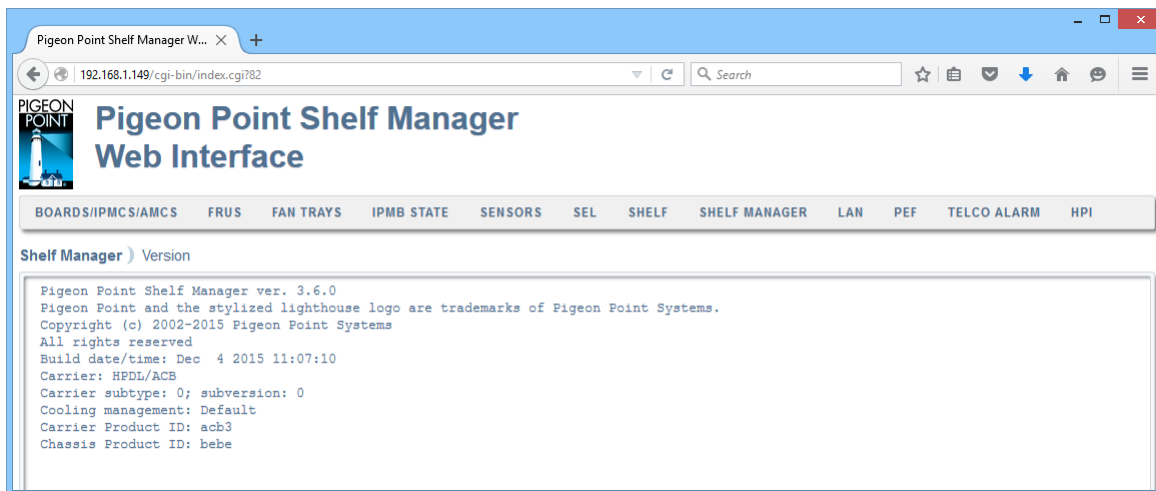 Pigeon Point Shelf Manager W...
192.168.1.149/cgi-bin/index.cgi?82
Search
PIGEON
POINT
Pigeon Point Shelf Manager
Web Interface
BOARDS/IPMCS/AMCS FRUS FAN TRAYS IPMB STATE SENSORS SEL SHELF SHELF MANAGER LAN PEF TELCO ALARM HPI
Shelf Manager Version
Pigeon Point Shelf Manager ver. 3.6.0
Pigeon Point and the stylized lighthouse logo are trademarks of Pigeon Point Systems.
Copyright (c) 2002-2015 Pigeon Point Systems
All rights reserved
Build date/time: Dec  4 2015 11:07:10
Carrier: HPDL/ACB
Carrier subtype: 0; subversion: 0
Cooling management: Default
Carrier Product ID: acb3
Chassis Product ID: bebe